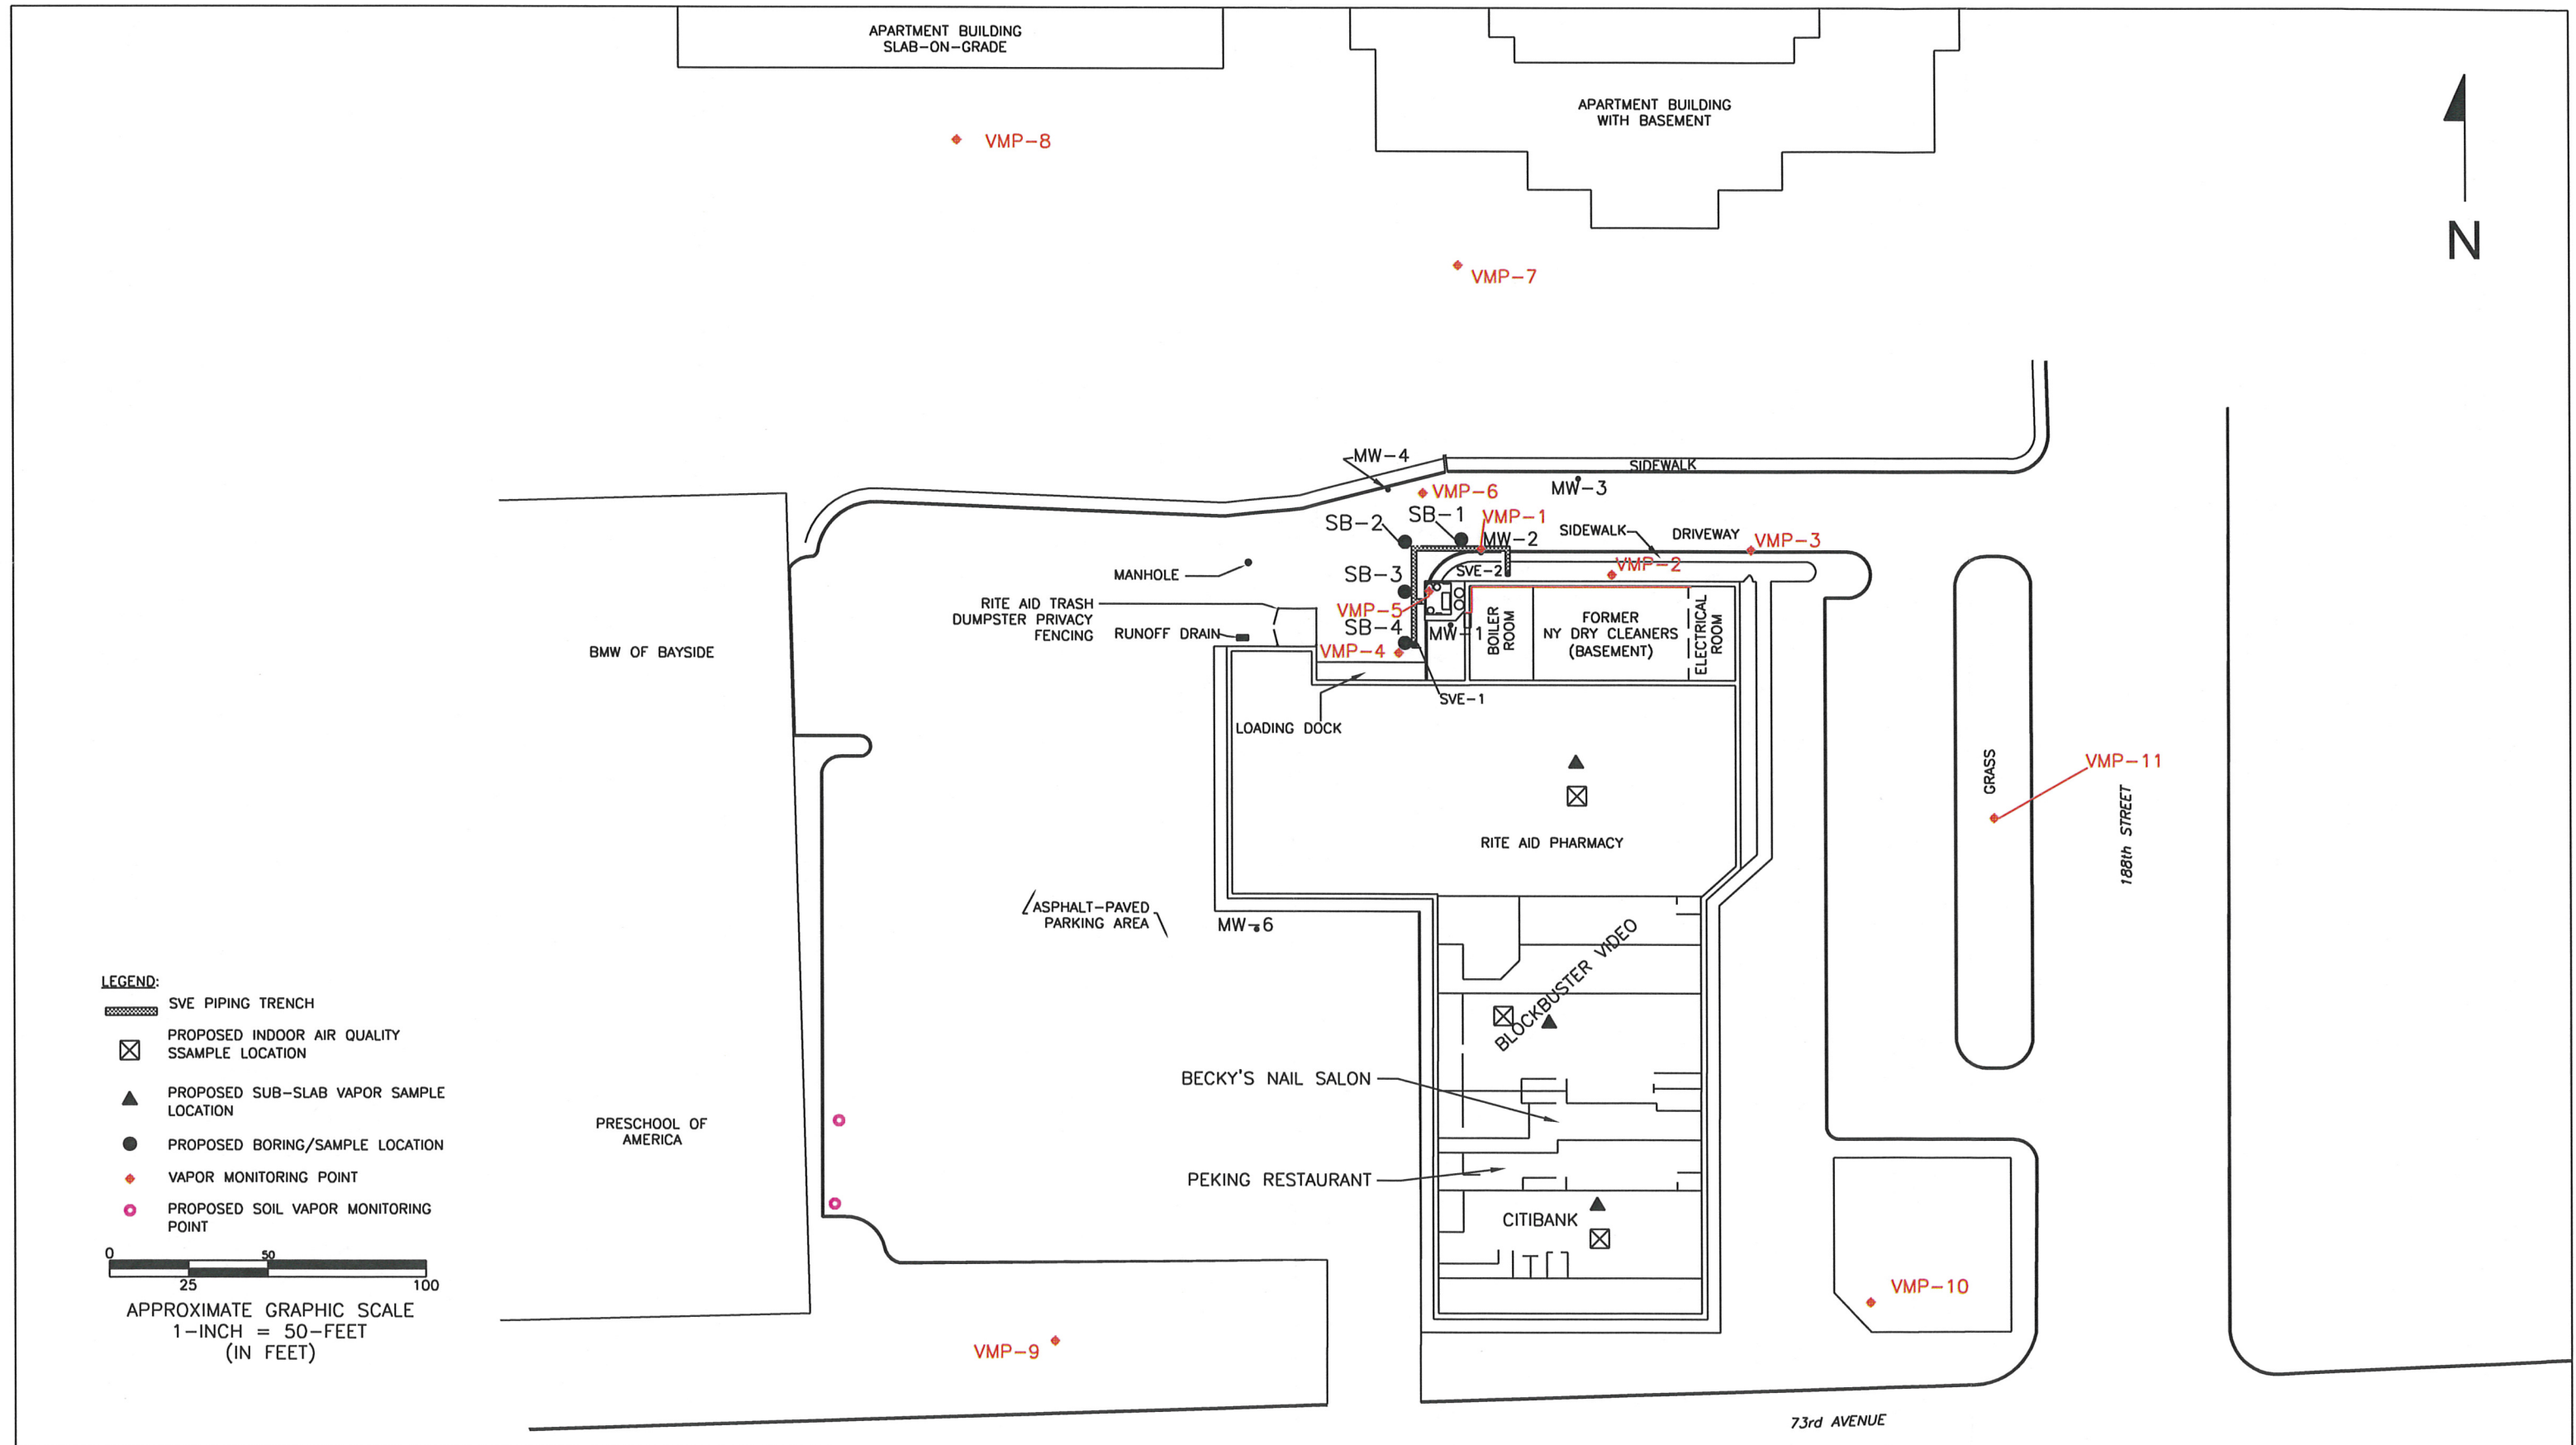 APARTMENT BUILDING
SLAB-ON-GRADE
APARTMENT BUILDING
WITH BASEMENT
VMP-8
N
VMP-7
MW-4
SIDEWALK
VMP-6
MW-3
SB-2
SB-1
VMP-1
MW-2
SIDEWALK
DRIVEWAY
VMP-3
MANHOLE
SB-3
SVE-2
VMP-2
RITE AID TRASH
DUMPSTER PRIVACY
FENCING
RUNOFF DRAIN
VMP-5
SB-4
MW-1
VMP-4
BOILER
ROOM
FORMER
NY DRY CLEANERS
(BASEMENT)
ELECTRICAL
ROOM
BMW OF BAYSIDE
SVE-1
LOADING DOCK
GRASS
VMP-11
188th STREET
RITE AID PHARMACY
ASPHALT-PAVED
PARKING AREA
MW-6
BLOCKBUSTER VIDEO
BECKY'S NAIL SALON
PRESCHOOL OF
AMERICA
PEKING RESTAURANT
CITIBANK
VMP-10
VMP-9
73rd AVENUE
LEGEND:
SVE PIPING TRENCH
PROPOSED INDOOR AIR QUALITY
SSAMPLE LOCATION
PROPOSED SUB-SLAB VAPOR SAMPLE
LOCATION
PROPOSED BORING/SAMPLE LOCATION
VAPOR MONITORING POINT
PROPOSED SOIL VAPOR MONITORING
POINT
0 50
25 100
APPROXIMATE GRAPHIC SCALE
1-INCH = 50-FEET
(IN FEET)